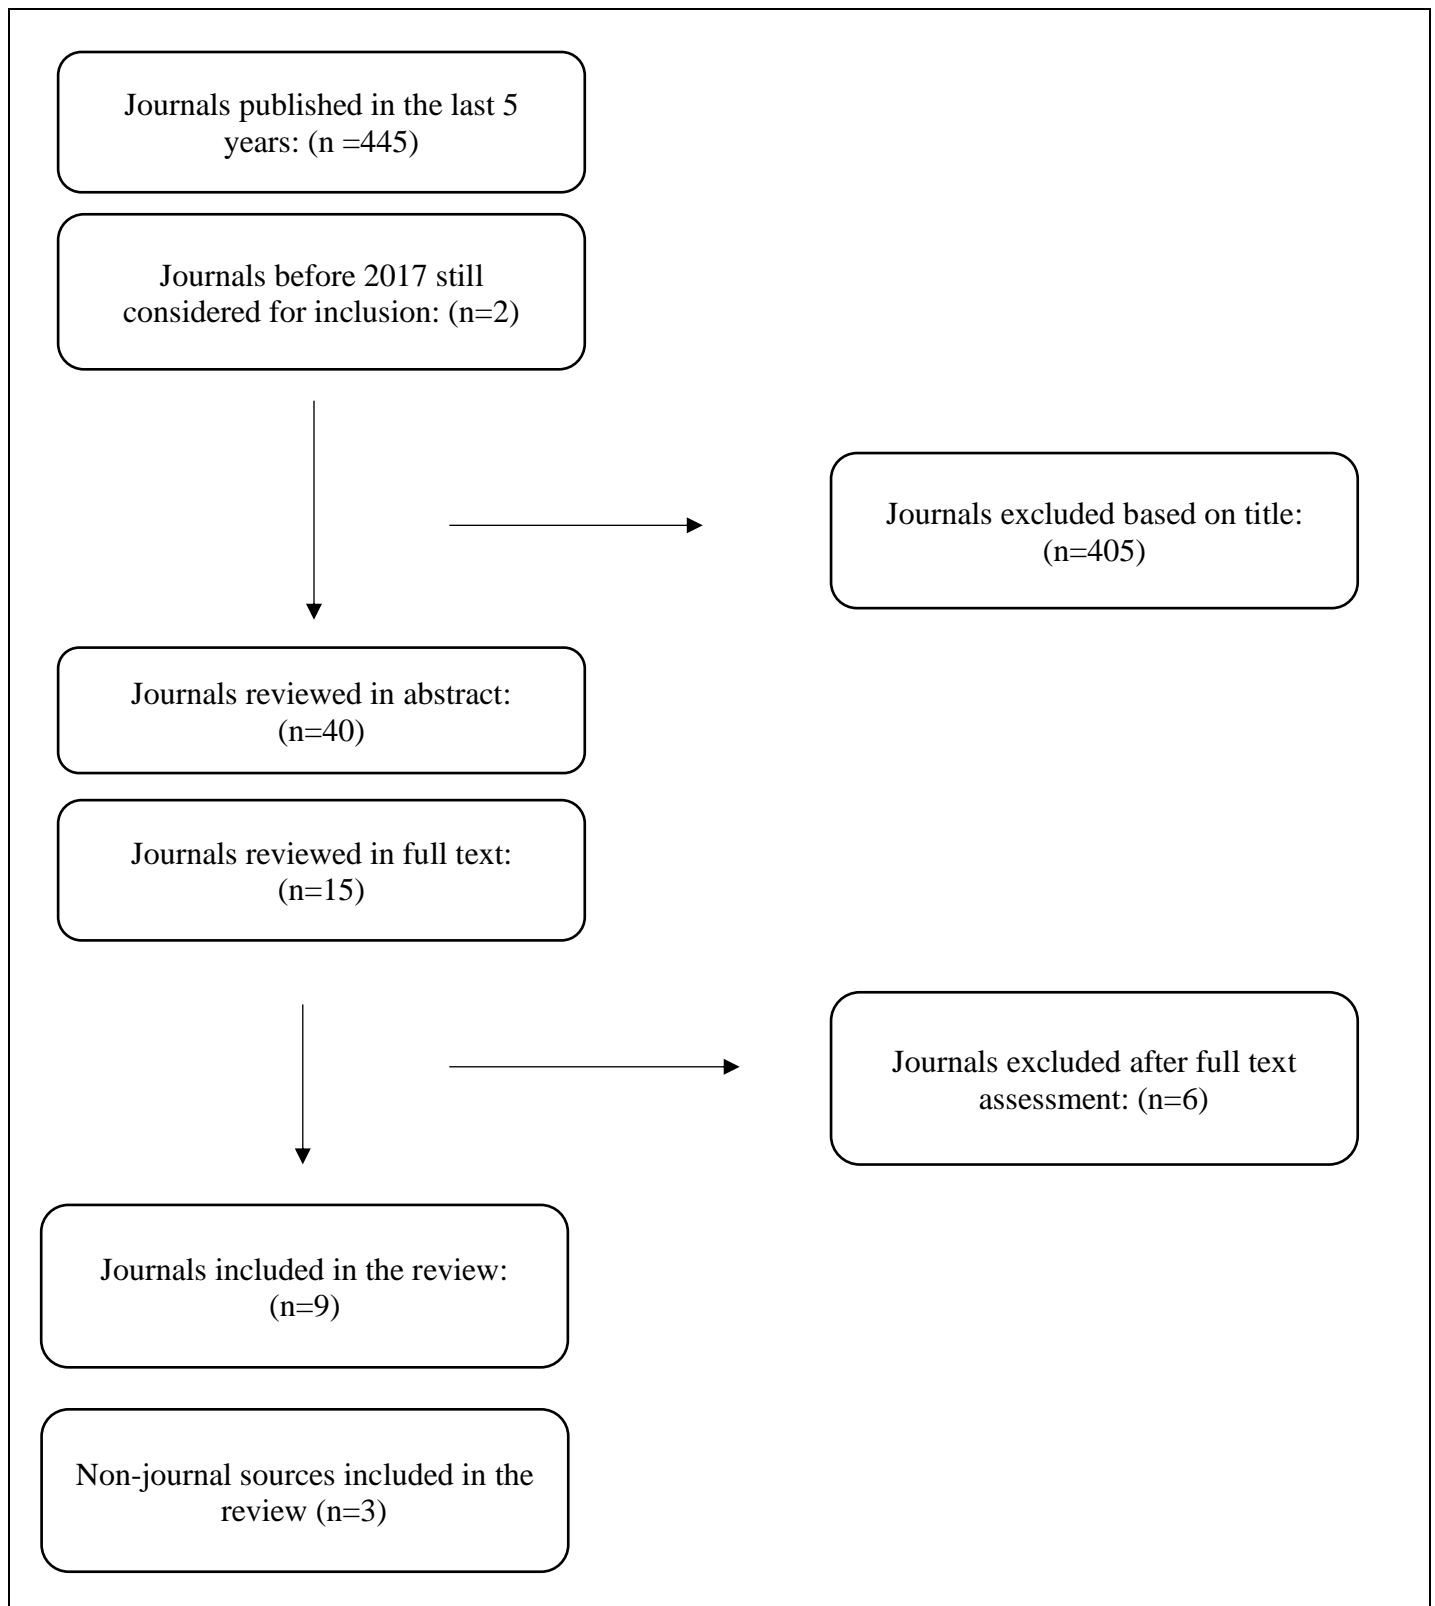 Journals published in the last 5
years: (n =445)
Journals before 2017 still
considered for inclusion: (n=2)
Journals excluded based on title:
(n=405)
Journals reviewed in abstract:
(n=40)
Journals reviewed in full text:
(n=15)
Journals excluded after full text
assessment: (n=6)
Journals included in the review:
(n=9)
Non-journal sources included in the
review (n=3)